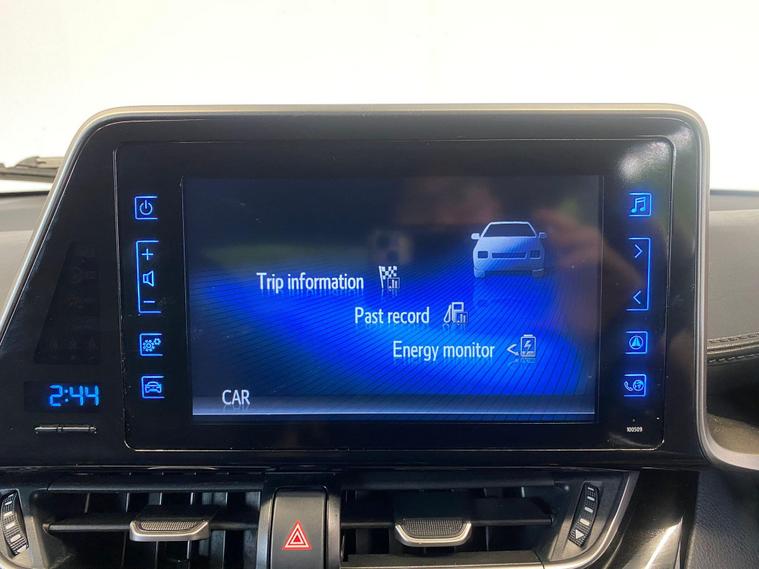 Trip information
Past record
Energy monitor
2:44
CAR
100509